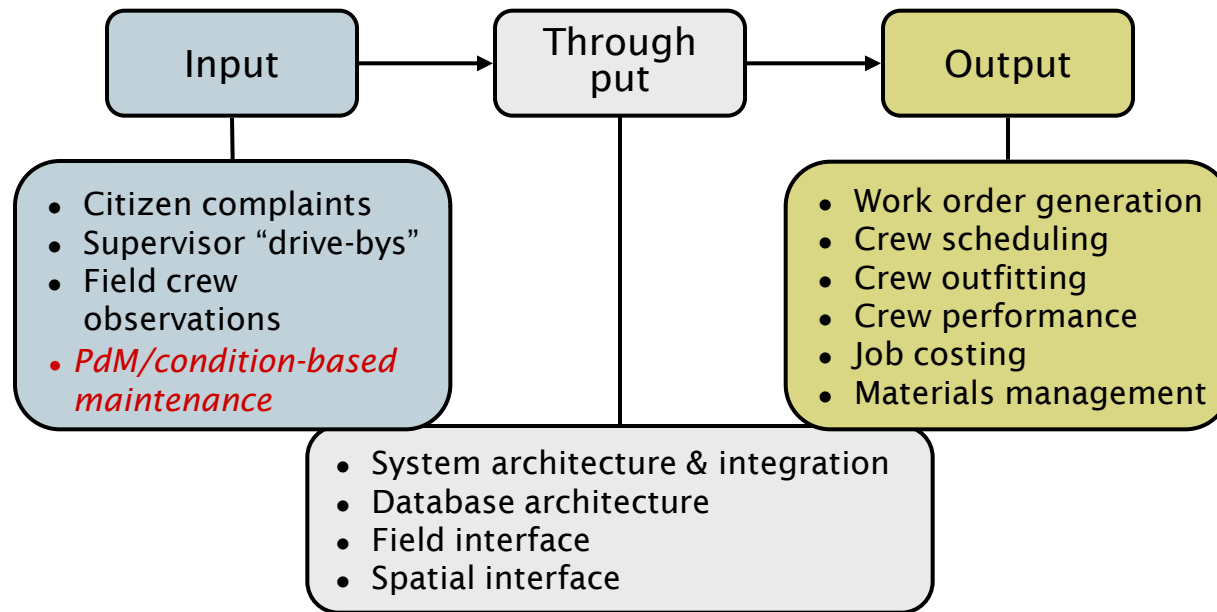 Input
Through
put
Output
• Citizen complaints
• Supervisor “drive-bys”
• Field crew
observations
• PdM/condition-based
maintenance
• Work order generation
• Crew scheduling
• Crew outfitting
• Crew performance
• Job costing
• Materials management
• System architecture & integration
• Database architecture
• Field interface
• Spatial interface